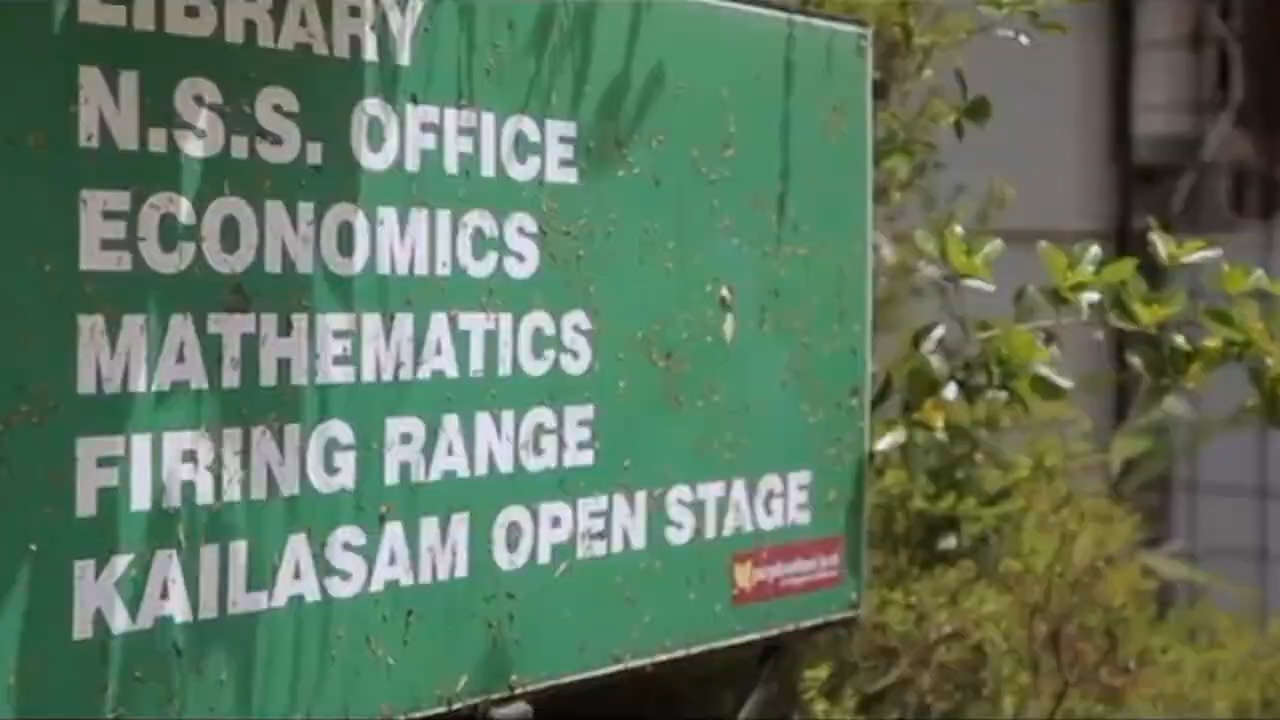 LIBRARY
N.S.S. OFFICE
ECONOMICS
MATHEMATICS
FIRING RANGE
KAILASAM OPEN STAGE